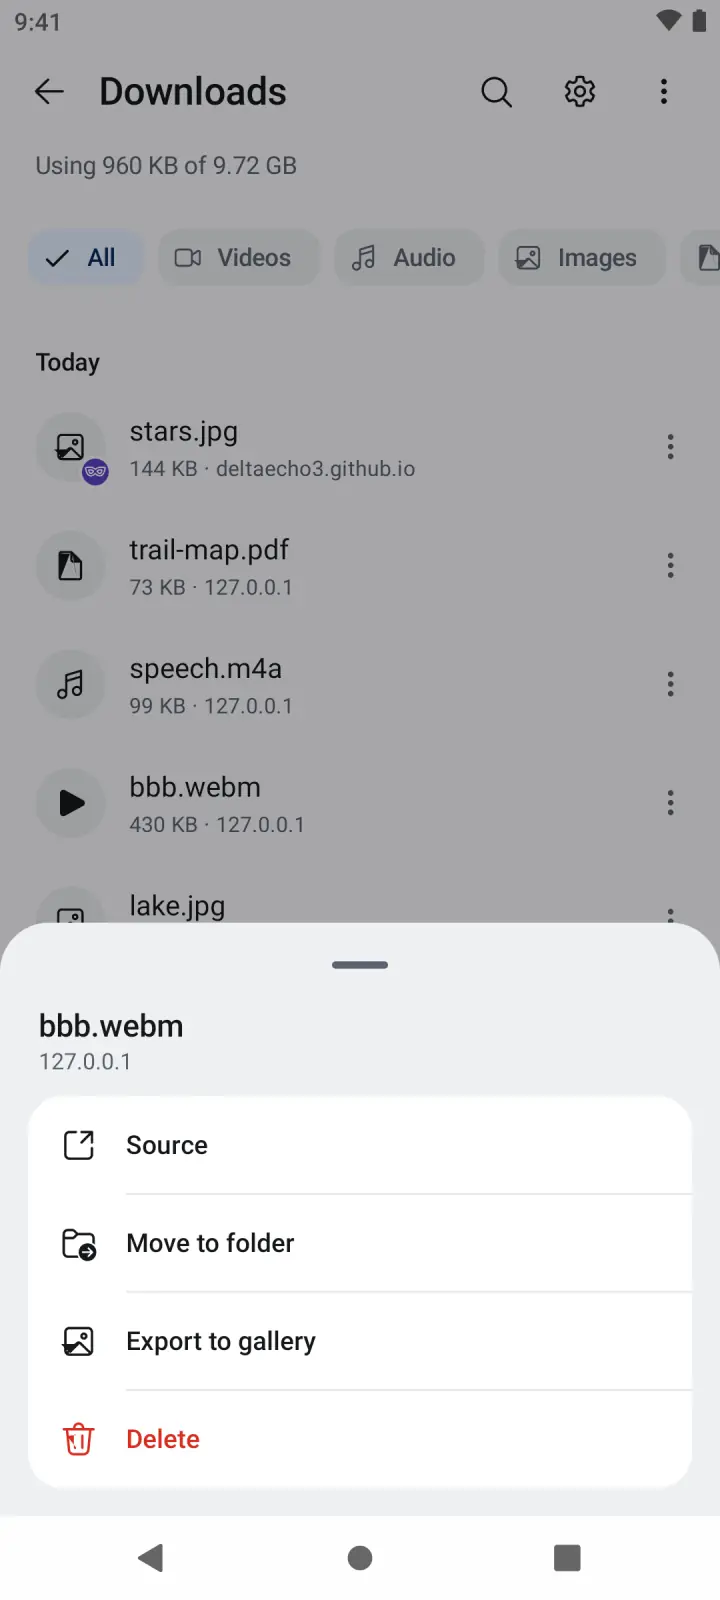 9:41
Downloads
Using 960 KB of 9.72 GB
All
Videos
Audio
Images
Today
stars.jpg
144 KB · deltaecho3.github.io
trail-map.pdf
73 KB · 127.0.0.1
speech.m4a
99 KB · 127.0.0.1
bbb.webm
430 KB · 127.0.0.1
lake.jpg
bbb.webm
127.0.0.1
Source
Move to folder
Export to gallery
Delete